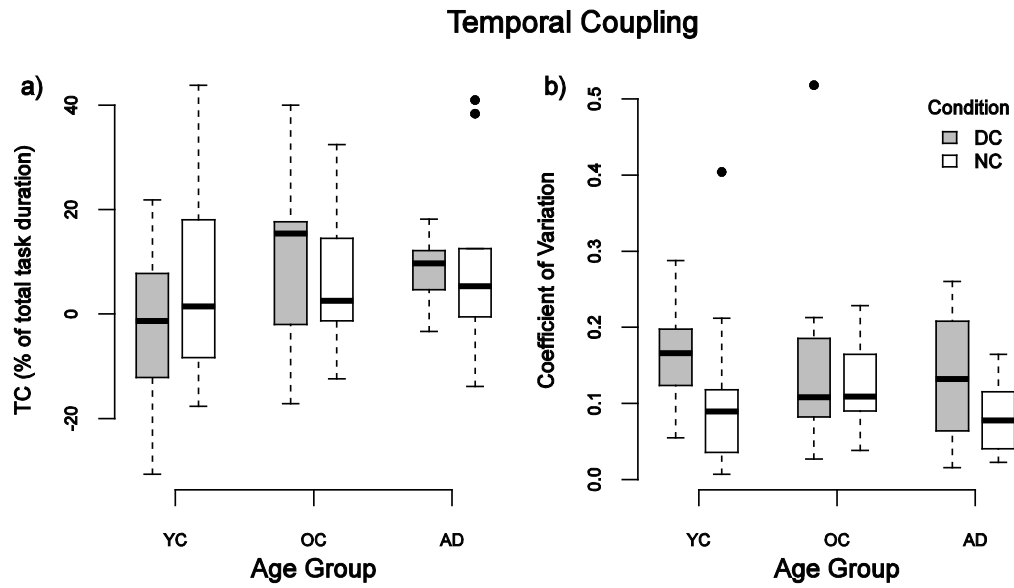 Temporal Coupling
a)
TC (% of total task duration)
40
20
0
-20
YC OC AD
Age Group
b)
Coefficient of Variation
0.5
0.4
0.3
0.2
0.1
0.0
Condition
DC
NC
YC OC AD
Age Group